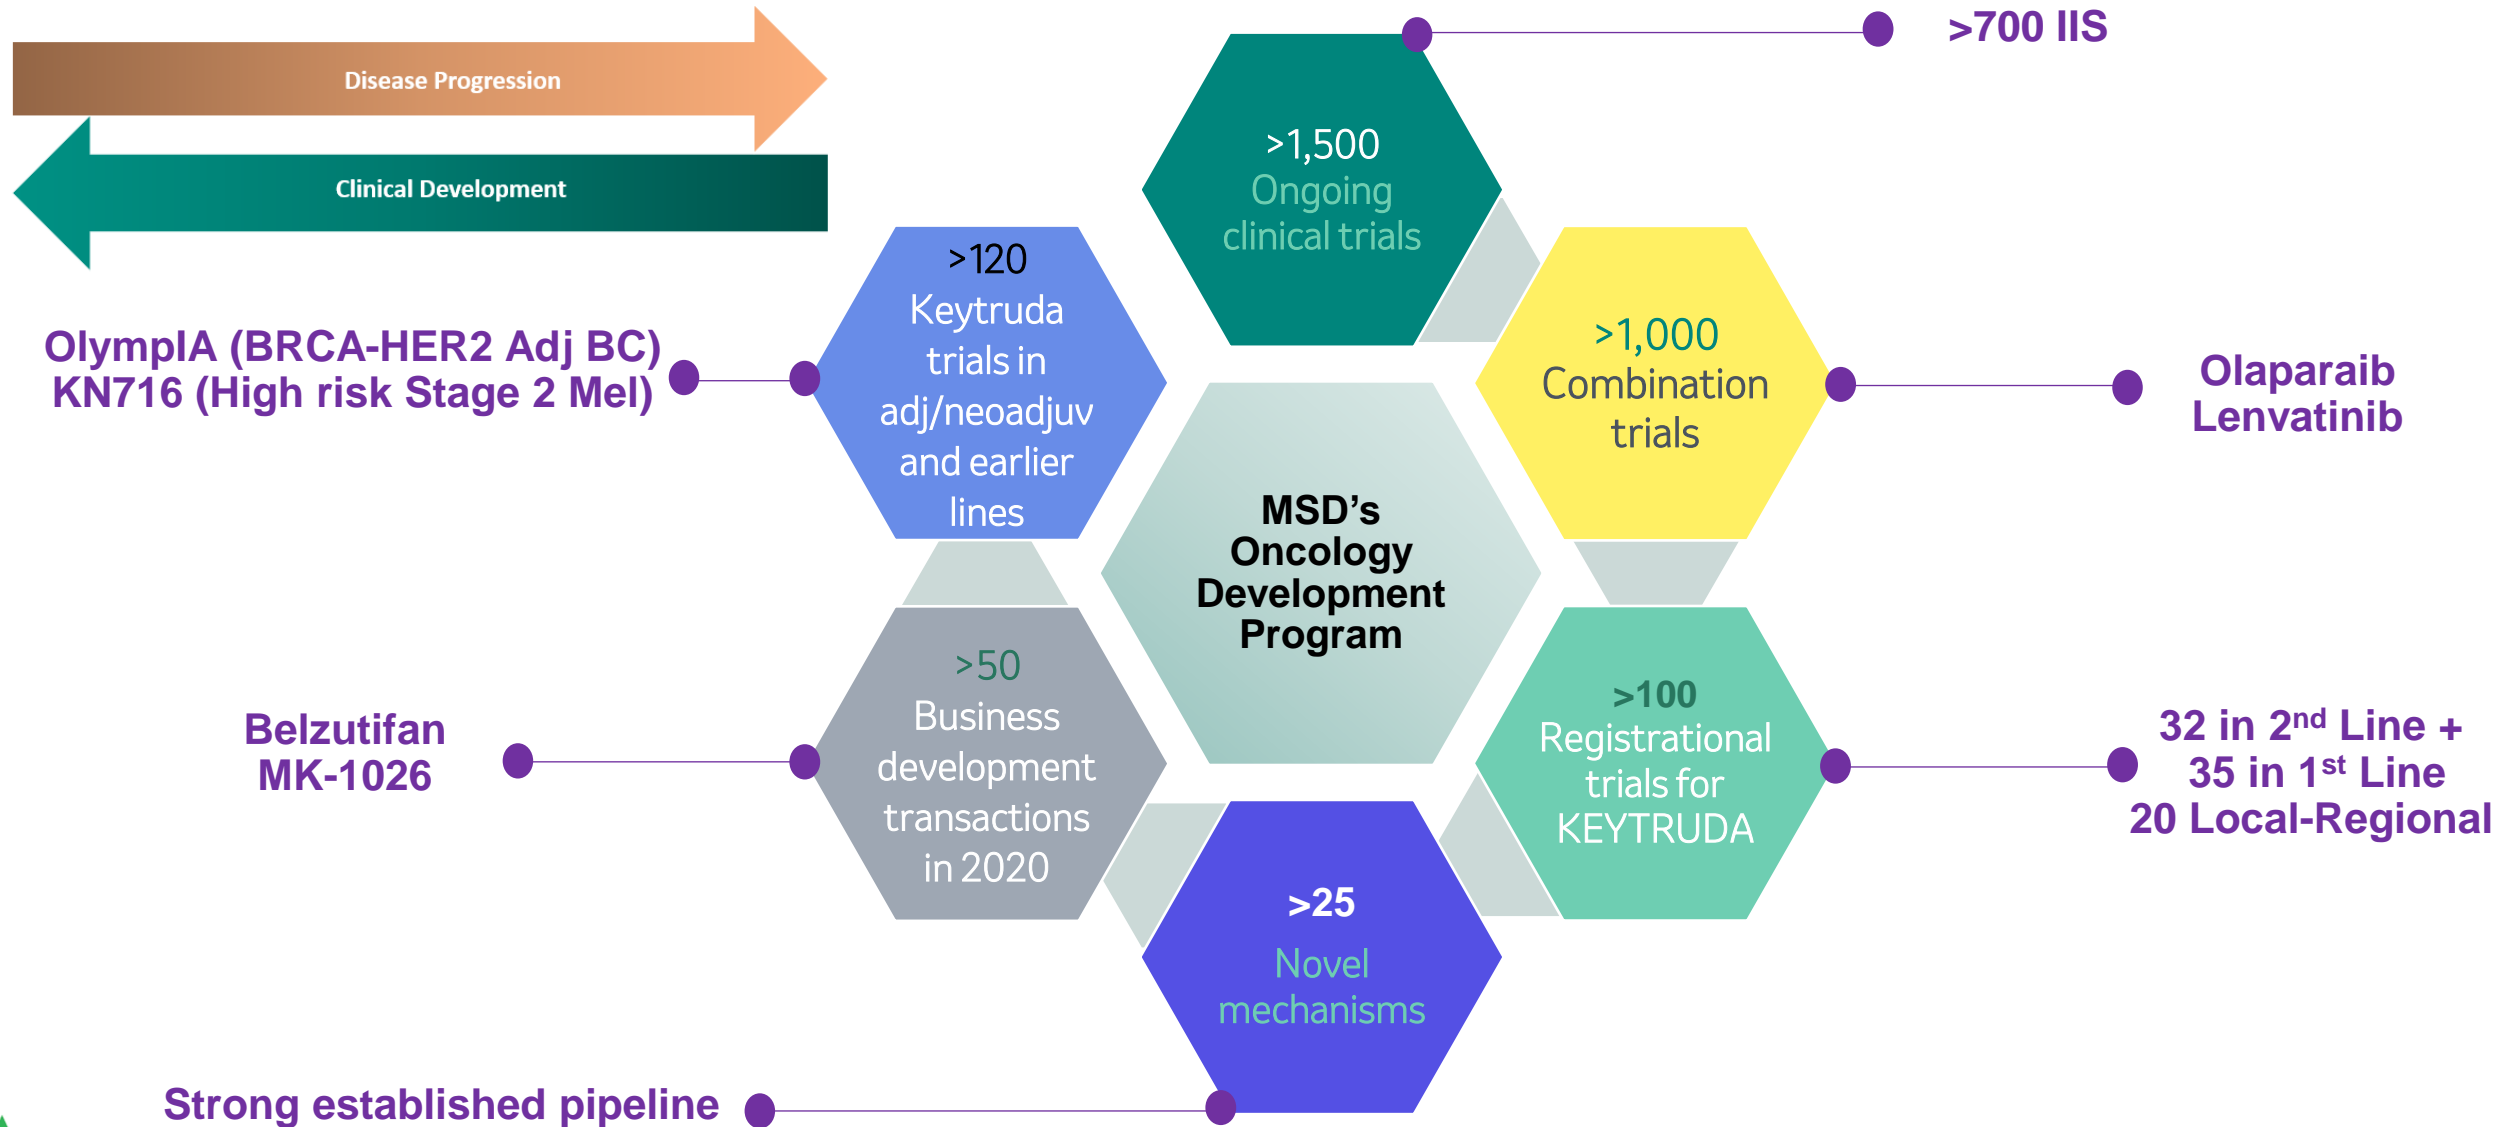 Disease Progression
Clinical Development
>700 IIS
>1,500
Ongoing
clinical trials
>120
Keytruda
trials in
adj/neoadjuv
and earlier
lines
>1,000
Combination
trials
OlympIA (BRCA-HER2 Adj BC)
KN716 (High risk Stage 2 Mel)
Olaparaib
Lenvatinib
MSD’s
Oncology
Development
Program
>50
Business
development
transactions
in 2020
>100
Registrational
trials for
KEYTRUDA
Belzutifan
MK-1026
32 in 2nd Line +
35 in 1st Line
20 Local-Regional
>25
Novel
mechanisms
Strong established pipeline